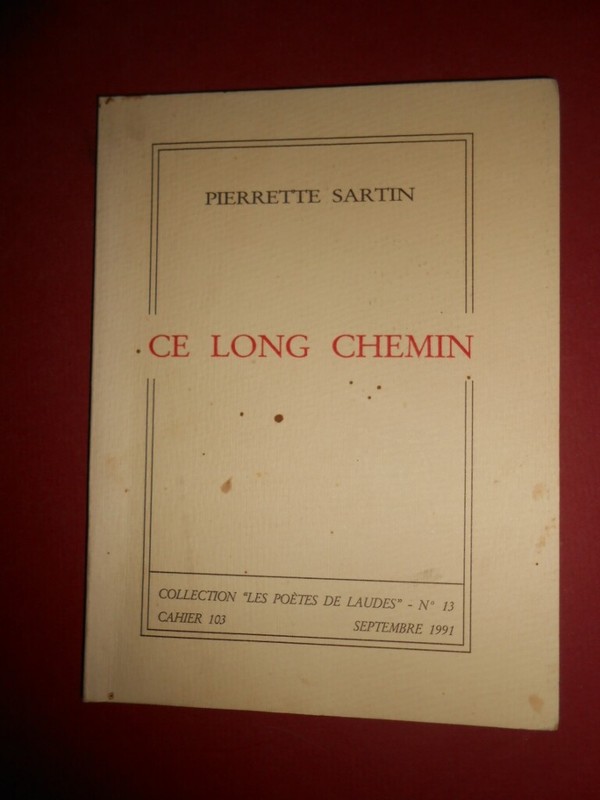 PIERRETTE SARTIN
CE LONG CHEMIN
COLLECTION "LES POÈTES DE LAUDES" - N° 13
CAHIER 103 SEPTEMBRE 1991